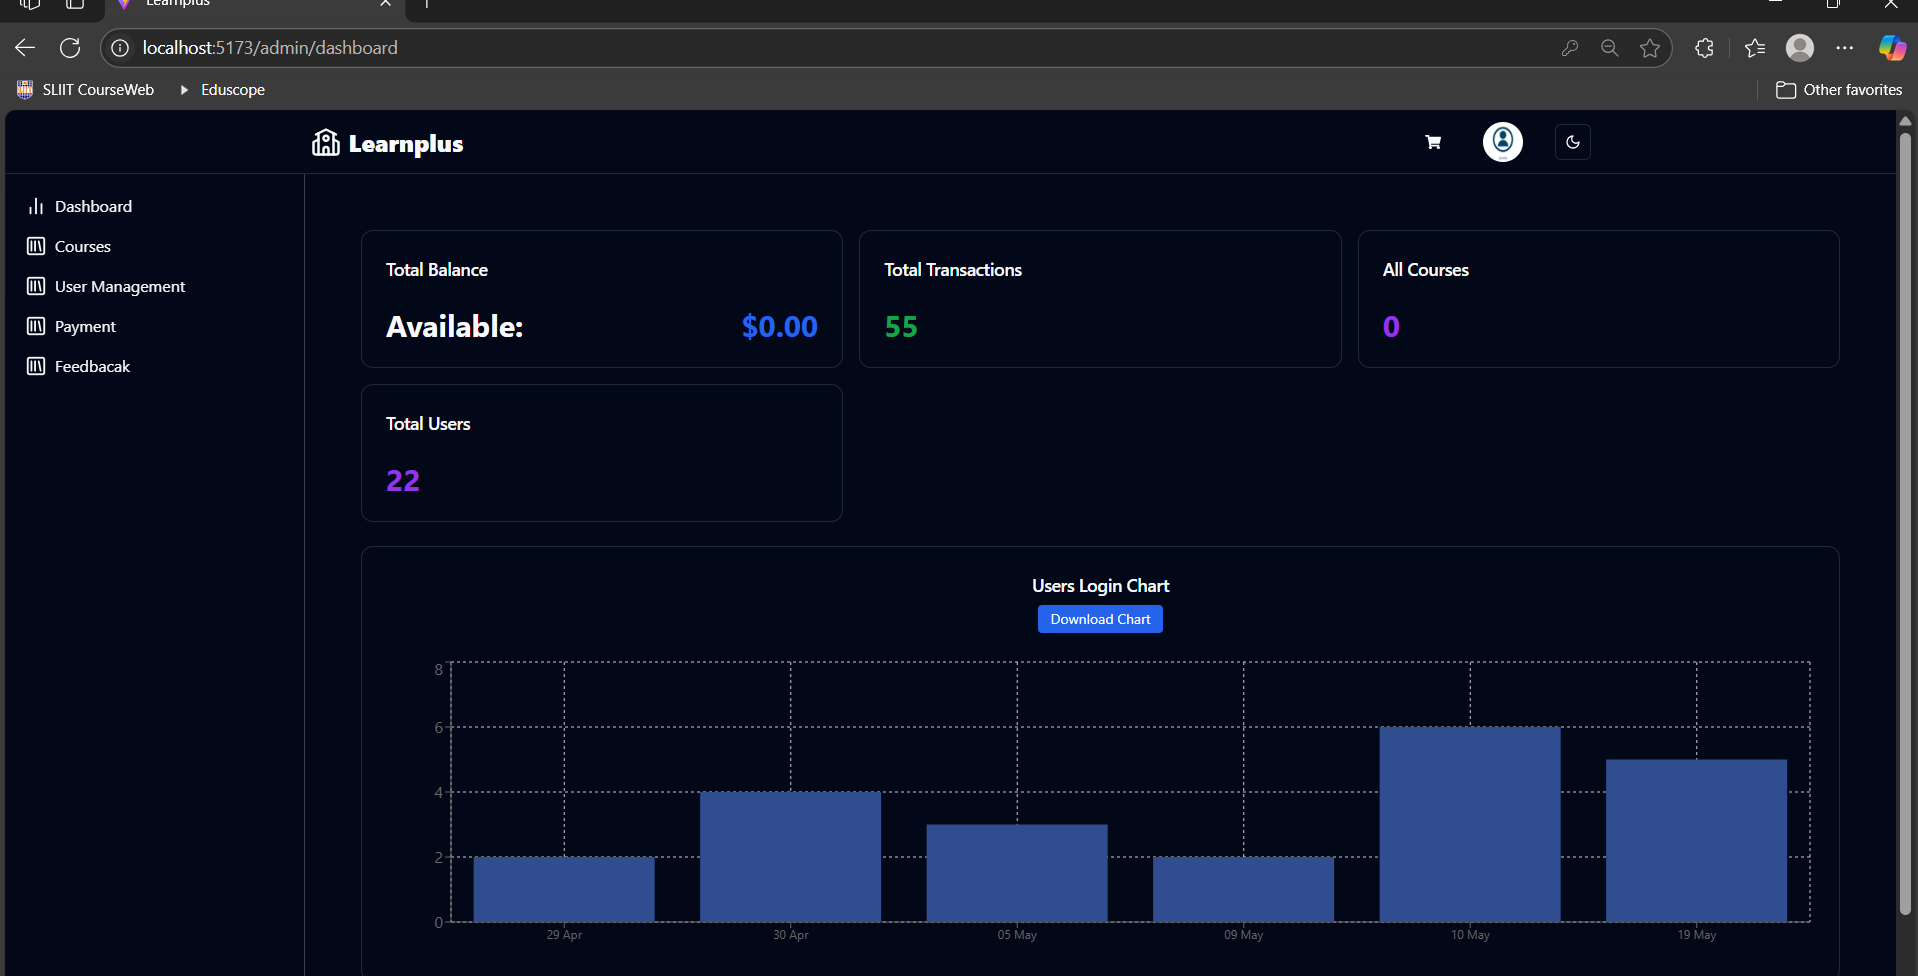 Learnplus
localhost:5173/admin/dashboard
SLIIT CourseWeb
Eduscope
Other favorites
Learnplus
Dashboard
Courses
User Management
Payment
Feedbacak
Total Balance
Available: $0.00
Total Transactions
55
All Courses
0
Total Users
22
Users Login Chart
Download Chart
8
6
4
2
0
29 Apr 30 Apr 05 May 09 May 10 May 19 May